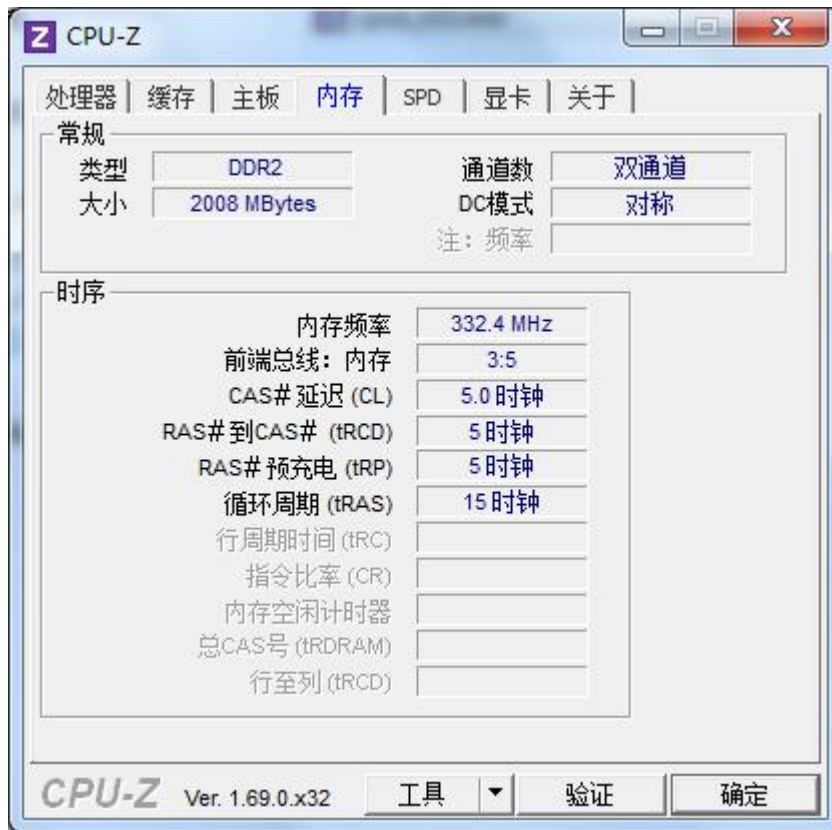 CPU-Z
处理器 缓存 主板 内存 SPD 显卡 关于
常规
类型 DDR2 通道数 双通道
大小 2008 MBytes DC模式 对称
注：频率
时序
内存频率 332.4 MHz
前端总线：内存 3:5
CAS# 延迟 (CL) 5.0 时钟
RAS# 到CAS# (tRCD) 5 时钟
RAS# 预充电 (tRP) 5 时钟
循环周期 (tRAS) 15 时钟
行周期时间 (tRC)
指令比率 (CR)
内存空闲计时器
总CAS号 (tRDRAM)
行至列 (tRCD)
CPU-Z Ver. 1.69.0.x32 工具 验证 确定